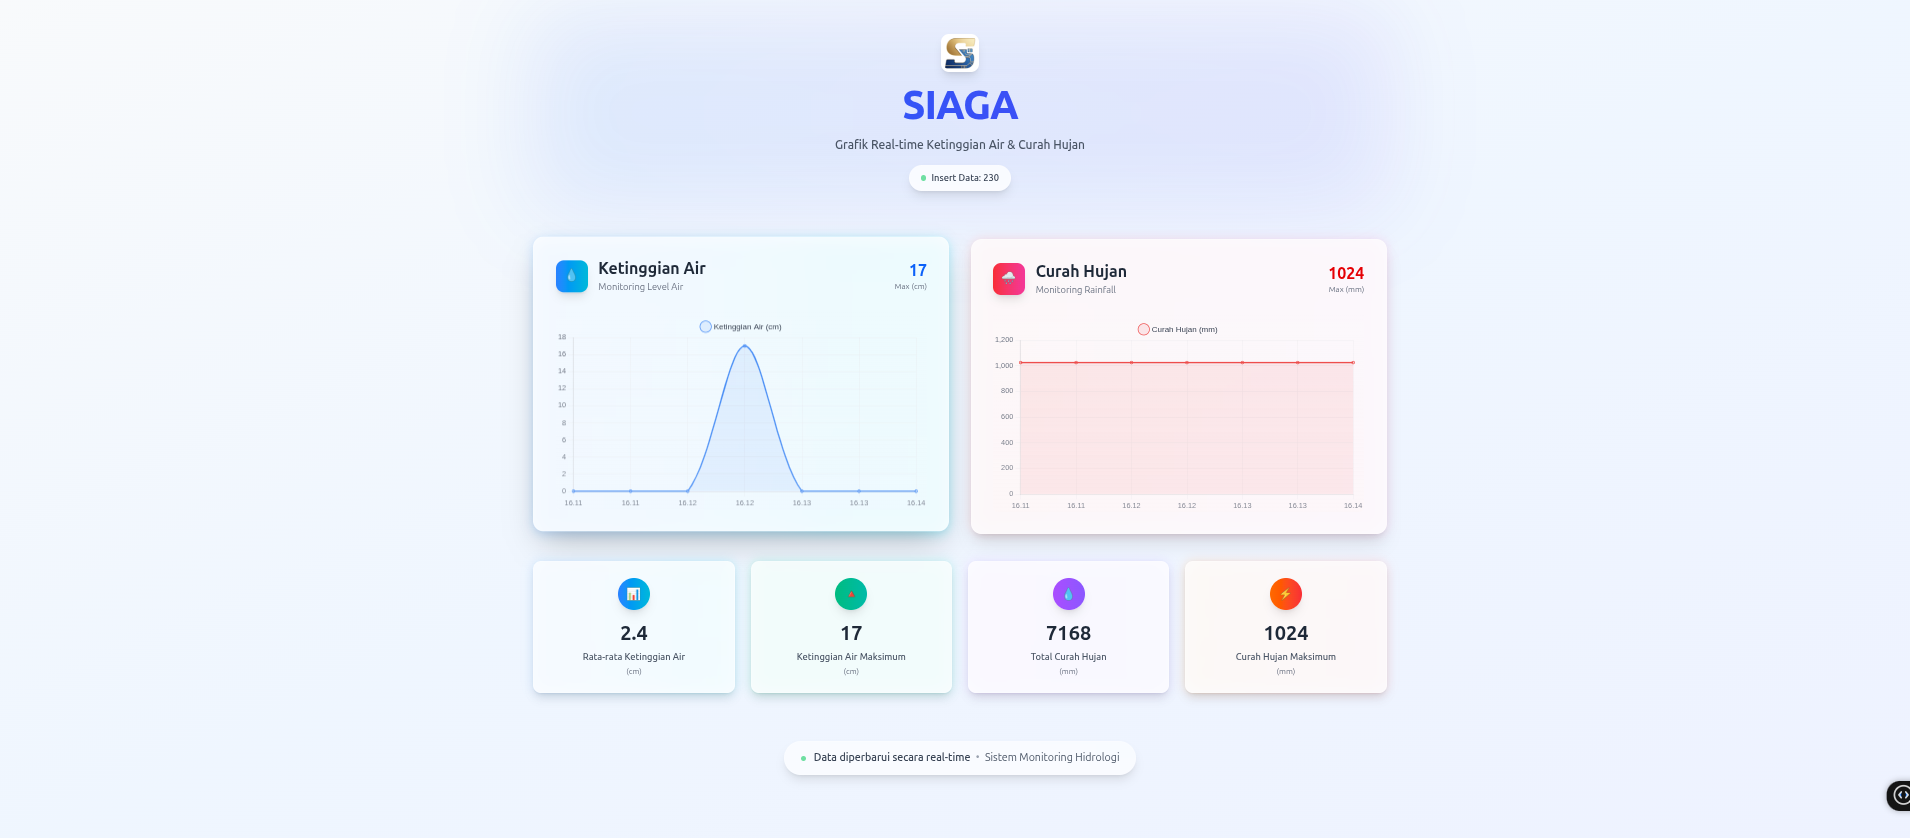 SIAGA
Grafik Real-time Ketinggian Air & Curah Hujan
Insert Data: 230
Ketinggian Air
Monitoring Level Air
17
Max (cm)
Ketinggian Air (cm)
18
16
14
12
10
8
6
4
2
0
16.11 16.11 16.12 16.12 16.13 16.13 16.14
Curah Hujan
Monitoring Rainfall
1024
Max (mm)
Curah Hujan (mm)
1,200
1,000
800
600
400
200
0
16.11 16.11 16.12 16.12 16.13 16.13 16.14
2.4
Rata-rata Ketinggian Air
(cm)
17
Ketinggian Air Maksimum
(cm)
7168
Total Curah Hujan
(mm)
1024
Curah Hujan Maksimum
(mm)
Data diperbarui secara real-time • Sistem Monitoring Hidrologi